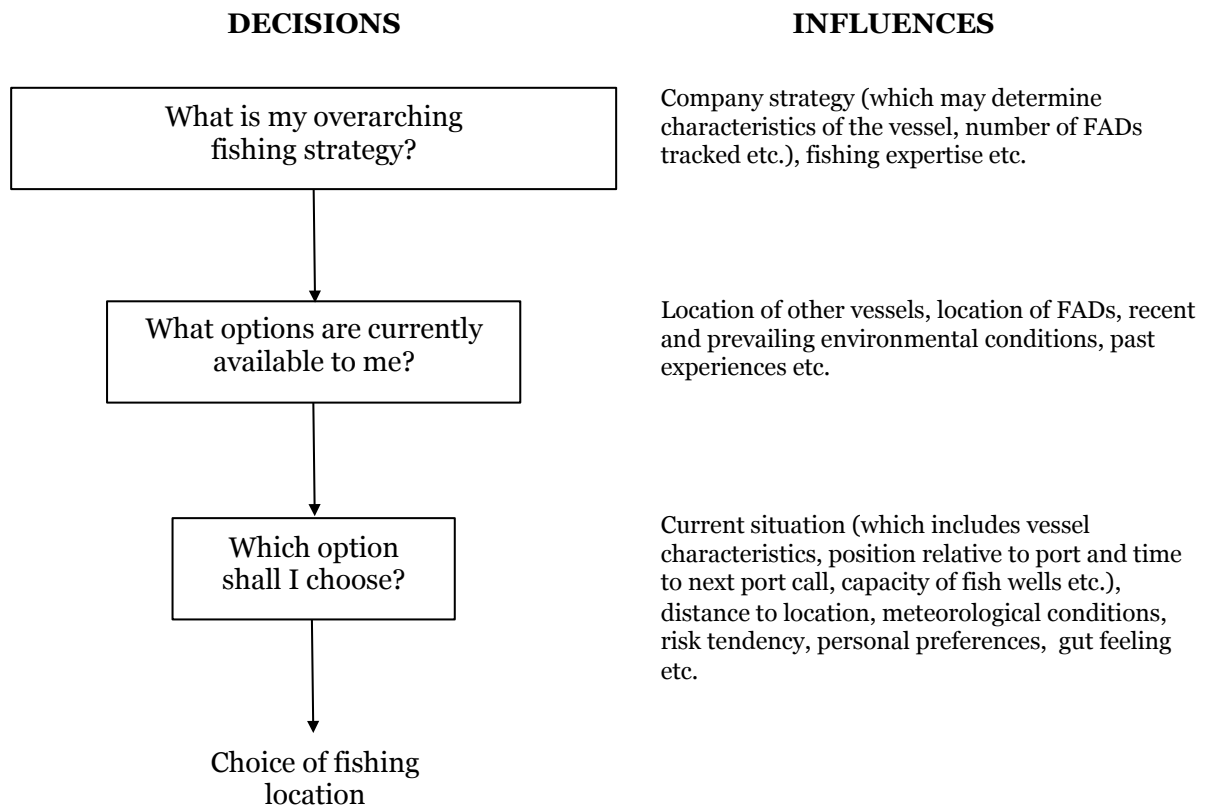 DECISIONS
INFLUENCES
What is my overarching
fishing strategy?
Company strategy (which may determine
characteristics of the vessel, number of FADs
tracked etc.), fishing expertise etc.
What options are currently
available to me?
Location of other vessels, location of FADs, recent
and prevailing environmental conditions, past
experiences etc.
Which option
shall I choose?
Current situation (which includes vessel
characteristics, position relative to port and time
to next port call, capacity of fish wells etc.),
distance to location, meteorological conditions,
risk tendency, personal preferences,  gut feeling
etc.
Choice of fishing
location